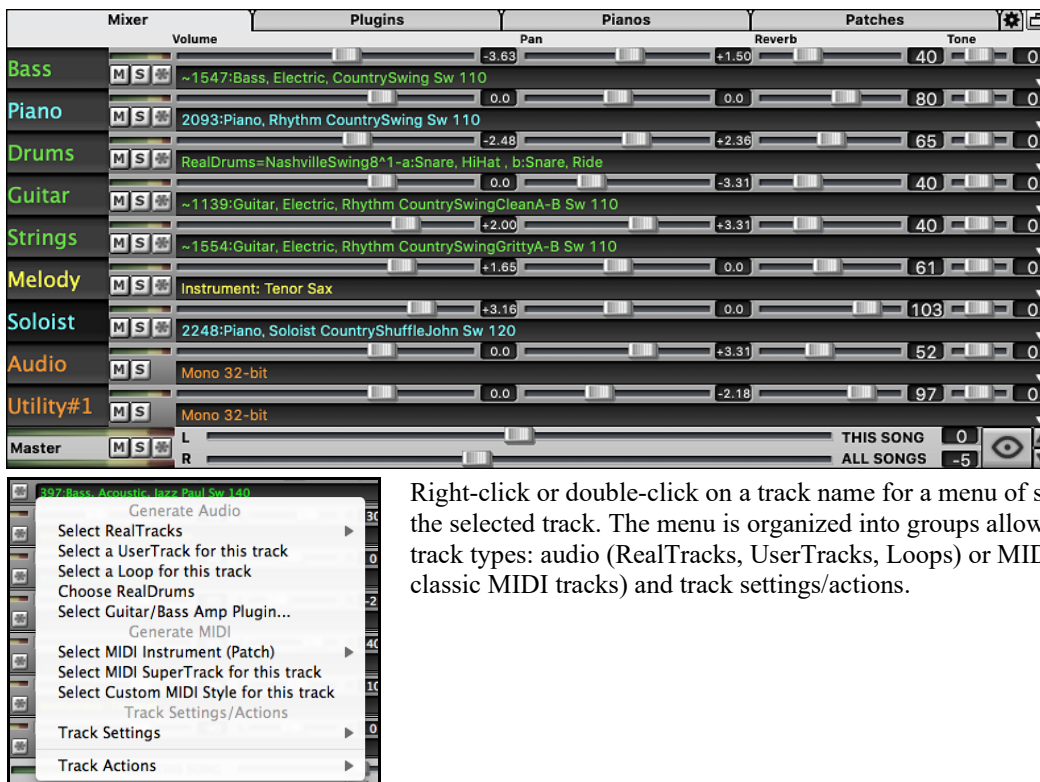 Mixer Plugins Pianos Patches
Volume Pan Reverb Tone
Bass -3.63 +1.50 40 0
M S ~1547:Bass, Electric, CountrySwing Sw 110
Piano 0.0 0.0 80 0
M S 2093:Piano, Rhythm CountrySwing Sw 110
Drums -2.48 +2.36 65 0
M S RealDrums=NashvilleSwing8^1-a:Snare, HiHat , b:Snare, Ride
Guitar 0.0 -3.31 40 0
M S ~1139:Guitar, Electric, Rhythm CountrySwingCleanA-B Sw 110
Strings +2.00 +3.31 40 0
M S ~1554:Guitar, Electric, Rhythm CountrySwingGrittyA-B Sw 110
Melody +1.65 0.0 61 0
M S Instrument: Tenor Sax
Soloist +3.16 0.0 103 0
M S 2248:Piano, Soloist CountryShuffleJohn Sw 120
Audio 0.0 +3.31 52 0
M S Mono 32-bit
Utility#1 0.0 -2.18 97 0
M S Mono 32-bit
Master M S L THIS SONG 0
R ALL SONGS -5
397:Bass, Acoustic, Jazz Paul Sw 140
Generate Audio
Select RealTracks
Select a UserTrack for this track
Select a Loop for this track
Choose RealDrums
Select Guitar/Bass Amp Plugin...
Generate MIDI
Select MIDI Instrument (Patch)
Select MIDI SuperTrack for this track
Select Custom MIDI Style for this track
Track Settings/Actions
Track Settings
Track Actions
Right-click or double-click on a track name for a menu of s
the selected track. The menu is organized into groups allow
track types: audio (RealTracks, UserTracks, Loops) or MID
classic MIDI tracks) and track settings/actions.